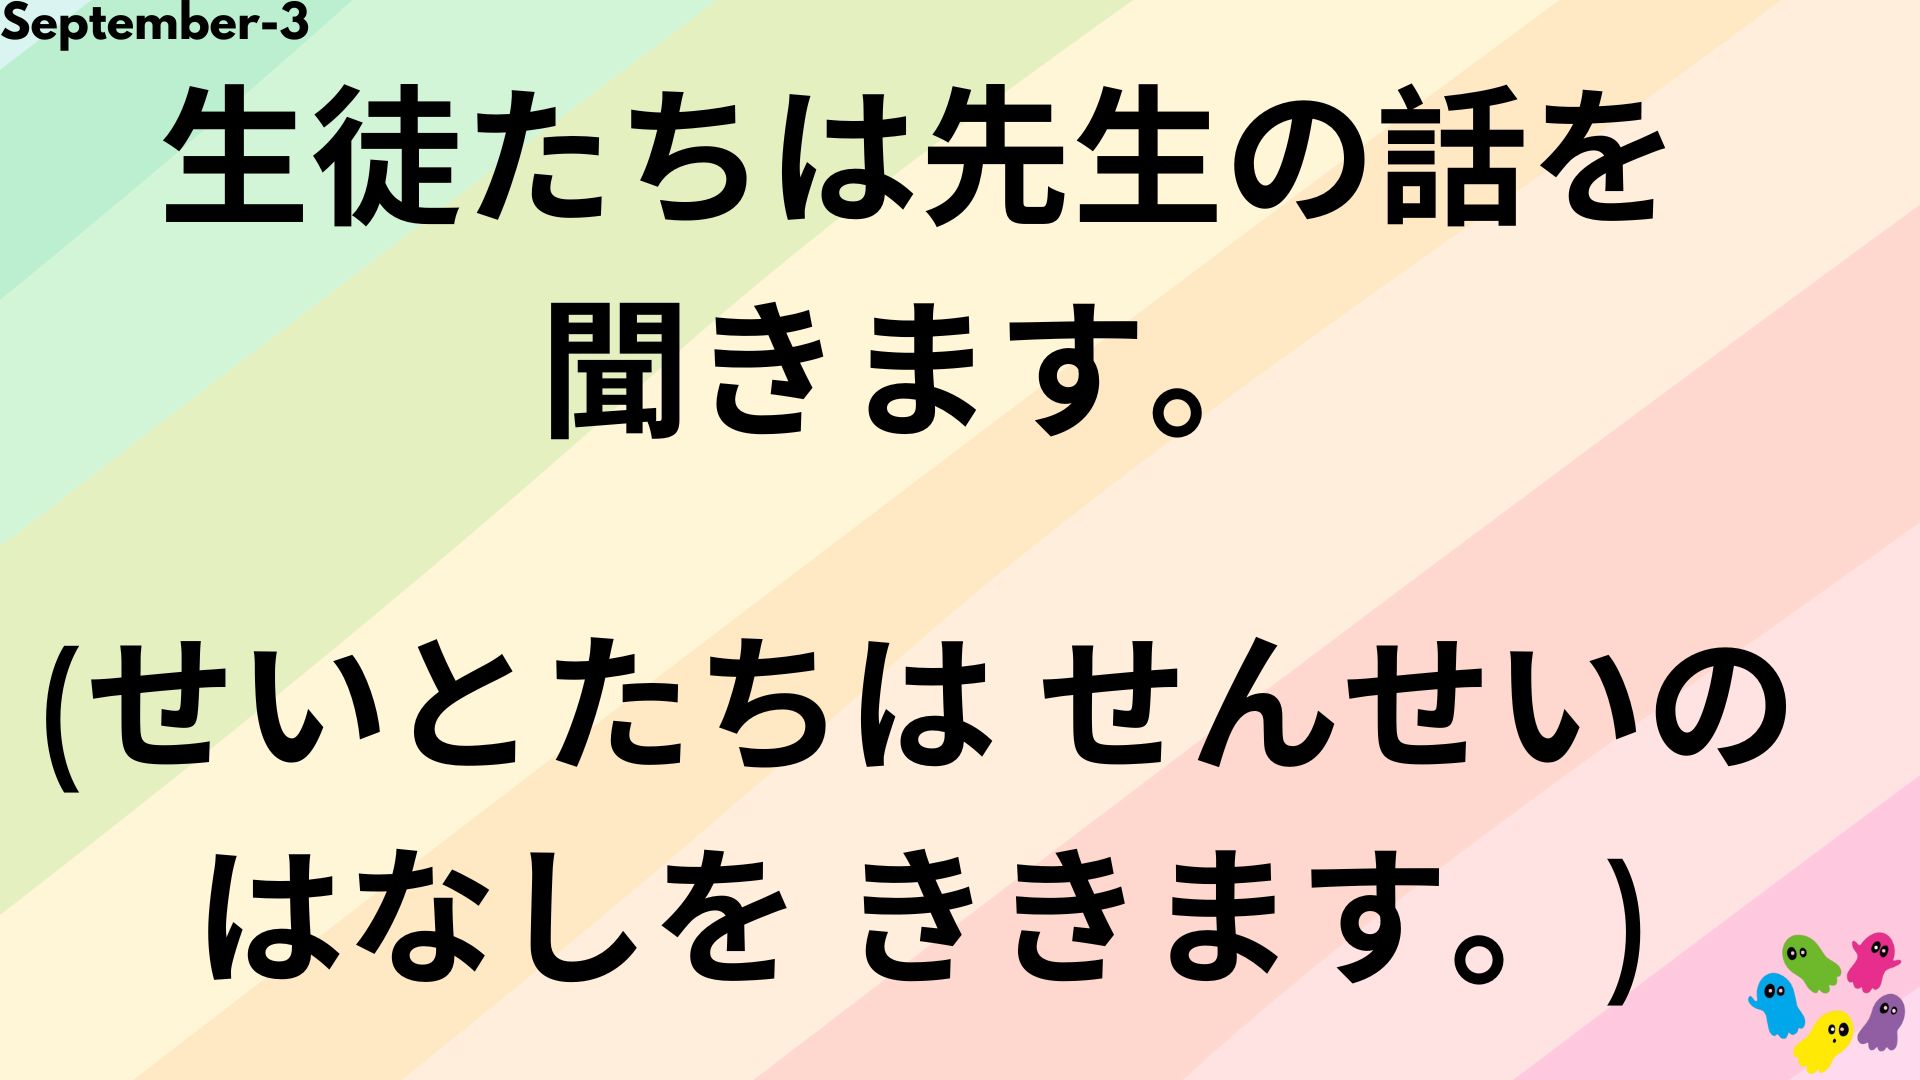 September-3
生徒たちは先生の話を
聞きます。
(せいとたちは せんせいの
はなしを ききます。)